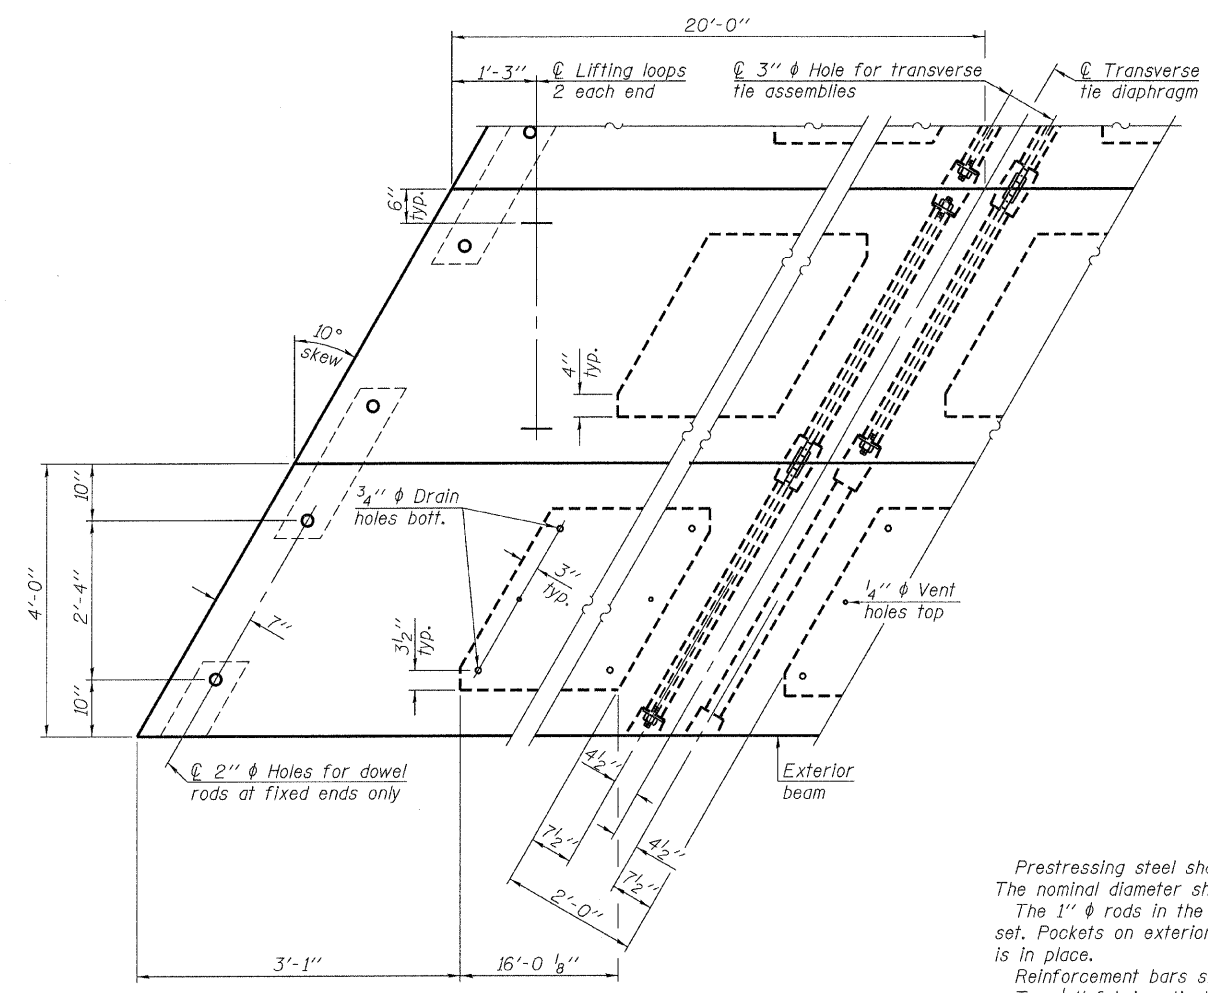 20'-0"
1'-3"
℄ Lifting loops
2 each end
℄ 3" ϕ Hole for transverse
tie assemblies
℄ Transverse
tie diaphragm
6"
typ.
10°
skew
4"
typ.
10"
¾" ϕ Drain
holes bott.
4'-0"
2'-4"
3"
typ.
¼" ϕ Vent
holes top
7"
3½"
typ.
10"
℄ 2" ϕ Holes for dowel
rods at fixed ends only
4½"
Exterior
beam
7½"
4½"
7½"
2'-0"
3'-1"
16'-0 ⅛"
Prestressing steel sh
The nominal diameter sh
The 1" ϕ rods in the
set. Pockets on exterior
is in place.
Reinforcement bars s